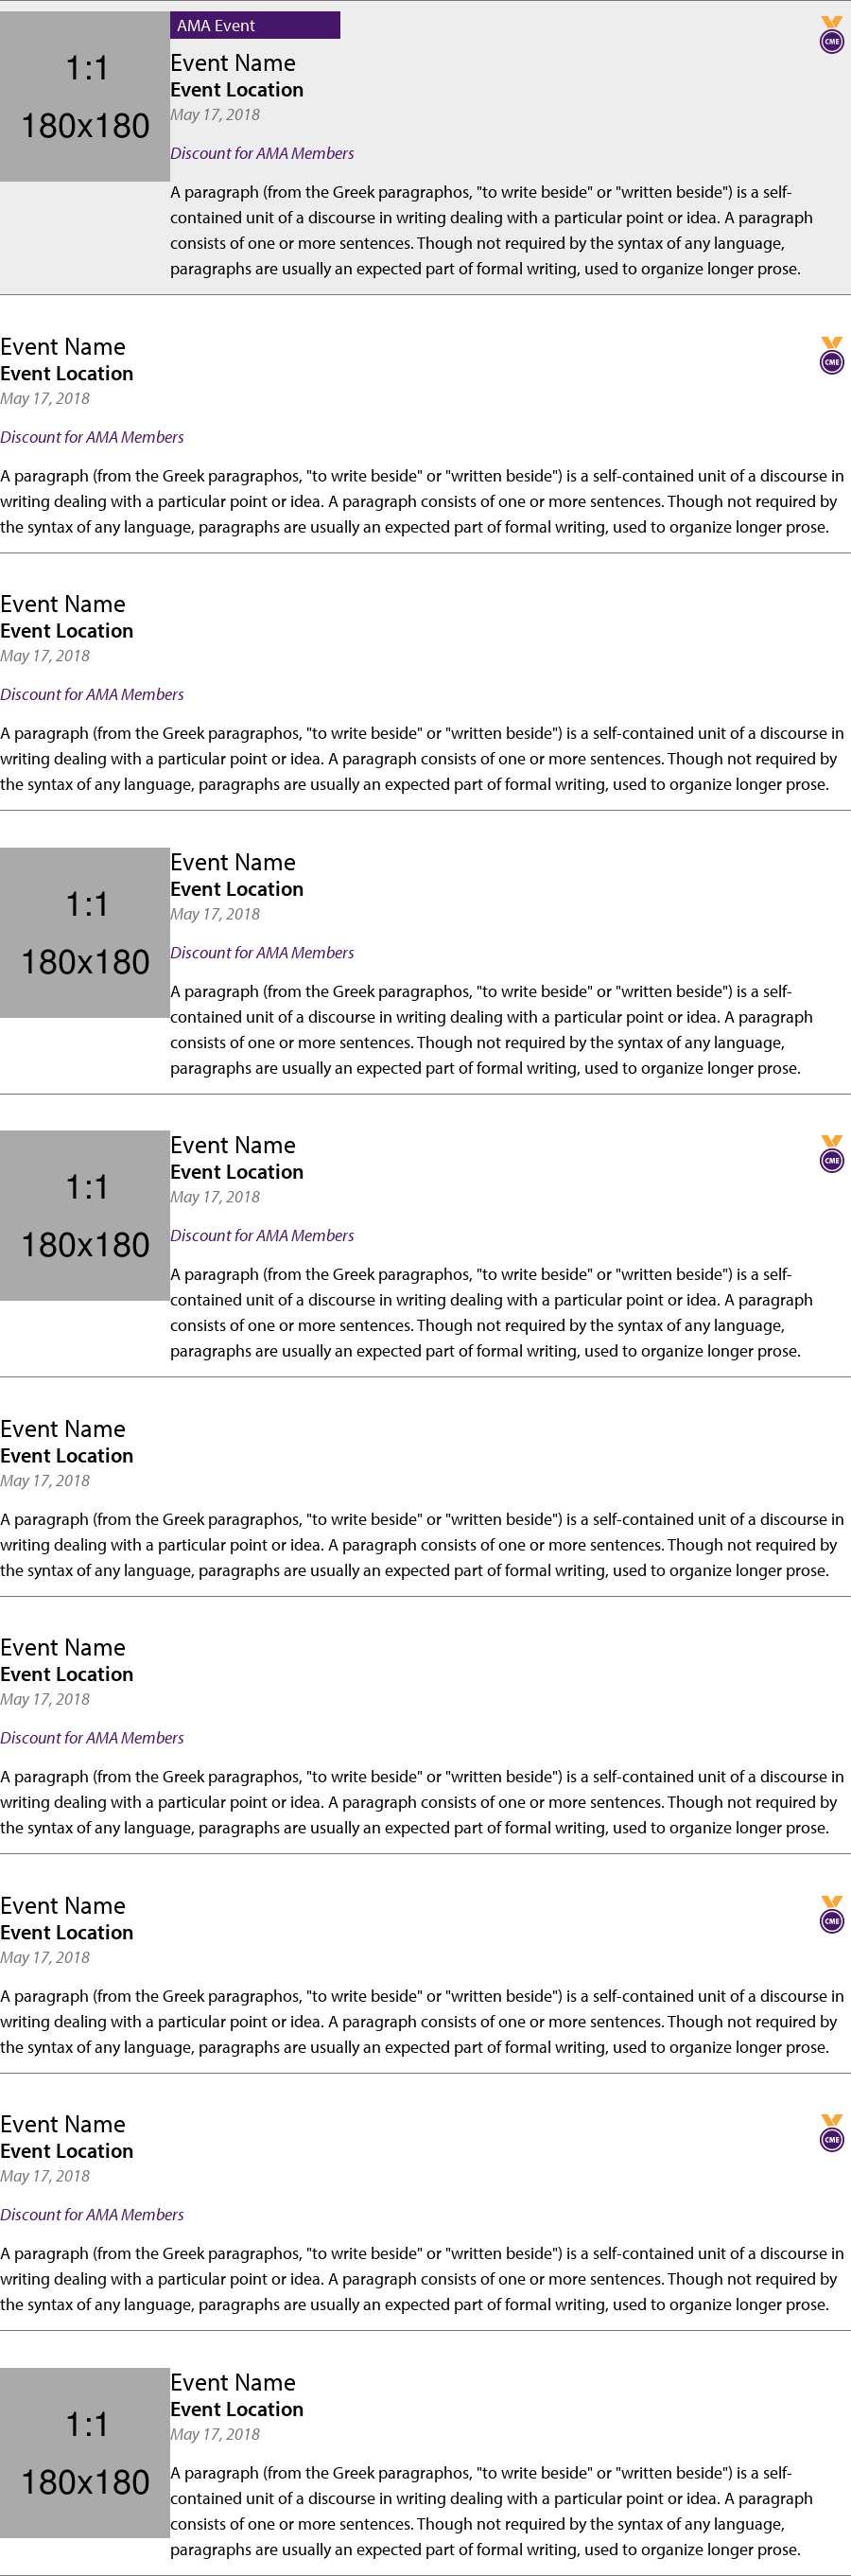 1:1
180x180
AMA Event
CME
Event Name
Event Location
May 17, 2018
Discount for AMA Members
A paragraph (from the Greek paragraphos, "to write beside" or "written beside") is a self-
contained unit of a discourse in writing dealing with a particular point or idea. A paragraph
consists of one or more sentences. Though not required by the syntax of any language,
paragraphs are usually an expected part of formal writing, used to organize longer prose.
Event Name
CME
Event Location
May 17, 2018
Discount for AMA Members
A paragraph (from the Greek paragraphos, "to write beside" or "written beside") is a self-contained unit of a discourse in
writing dealing with a particular point or idea. A paragraph consists of one or more sentences. Though not required by
the syntax of any language, paragraphs are usually an expected part of formal writing, used to organize longer prose.
Event Name
Event Location
May 17, 2018
Discount for AMA Members
A paragraph (from the Greek paragraphos, "to write beside" or "written beside") is a self-contained unit of a discourse in
writing dealing with a particular point or idea. A paragraph consists of one or more sentences. Though not required by
the syntax of any language, paragraphs are usually an expected part of formal writing, used to organize longer prose.
1:1
180x180
Event Name
Event Location
May 17, 2018
Discount for AMA Members
A paragraph (from the Greek paragraphos, "to write beside" or "written beside") is a self-
contained unit of a discourse in writing dealing with a particular point or idea. A paragraph
consists of one or more sentences. Though not required by the syntax of any language,
paragraphs are usually an expected part of formal writing, used to organize longer prose.
1:1
180x180
Event Name
CME
Event Location
May 17, 2018
Discount for AMA Members
A paragraph (from the Greek paragraphos, "to write beside" or "written beside") is a self-
contained unit of a discourse in writing dealing with a particular point or idea. A paragraph
consists of one or more sentences. Though not required by the syntax of any language,
paragraphs are usually an expected part of formal writing, used to organize longer prose.
Event Name
Event Location
May 17, 2018
A paragraph (from the Greek paragraphos, "to write beside" or "written beside") is a self-contained unit of a discourse in
writing dealing with a particular point or idea. A paragraph consists of one or more sentences. Though not required by
the syntax of any language, paragraphs are usually an expected part of formal writing, used to organize longer prose.
Event Name
Event Location
May 17, 2018
Discount for AMA Members
A paragraph (from the Greek paragraphos, "to write beside" or "written beside") is a self-contained unit of a discourse in
writing dealing with a particular point or idea. A paragraph consists of one or more sentences. Though not required by
the syntax of any language, paragraphs are usually an expected part of formal writing, used to organize longer prose.
Event Name
CME
Event Location
May 17, 2018
A paragraph (from the Greek paragraphos, "to write beside" or "written beside") is a self-contained unit of a discourse in
writing dealing with a particular point or idea. A paragraph consists of one or more sentences. Though not required by
the syntax of any language, paragraphs are usually an expected part of formal writing, used to organize longer prose.
Event Name
CME
Event Location
May 17, 2018
Discount for AMA Members
A paragraph (from the Greek paragraphos, "to write beside" or "written beside") is a self-contained unit of a discourse in
writing dealing with a particular point or idea. A paragraph consists of one or more sentences. Though not required by
the syntax of any language, paragraphs are usually an expected part of formal writing, used to organize longer prose.
1:1
180x180
Event Name
Event Location
May 17, 2018
A paragraph (from the Greek paragraphos, "to write beside" or "written beside") is a self-
contained unit of a discourse in writing dealing with a particular point or idea. A paragraph
consists of one or more sentences. Though not required by the syntax of any language,
paragraphs are usually an expected part of formal writing, used to organize longer prose.